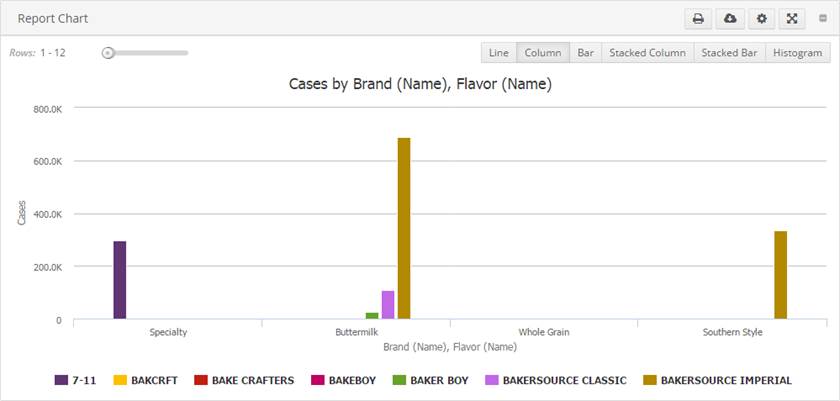 Report Chart
Rows: 1 - 12
Line Column Bar Stacked Column Stacked Bar Histogram
Cases by Brand (Name), Flavor (Name)
800.0K
600.0K
400.0K
200.0K
0
Cases
Specialty Buttermilk Whole Grain Southern Style
Brand (Name), Flavor (Name)
7-11 BAKCRFT BAKE CRAFTERS BAKEBOY BAKER BOY BAKERSOURCE CLASSIC BAKERSOURCE IMPERIAL